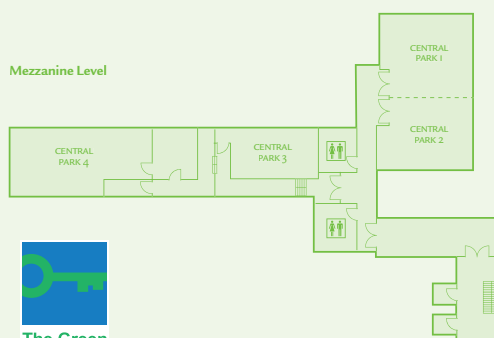 Mezzanine Level
CENTRAL
PARK 1
CENTRAL
PARK 2
CENTRAL
PARK 3
CENTRAL
PARK 4
The Green